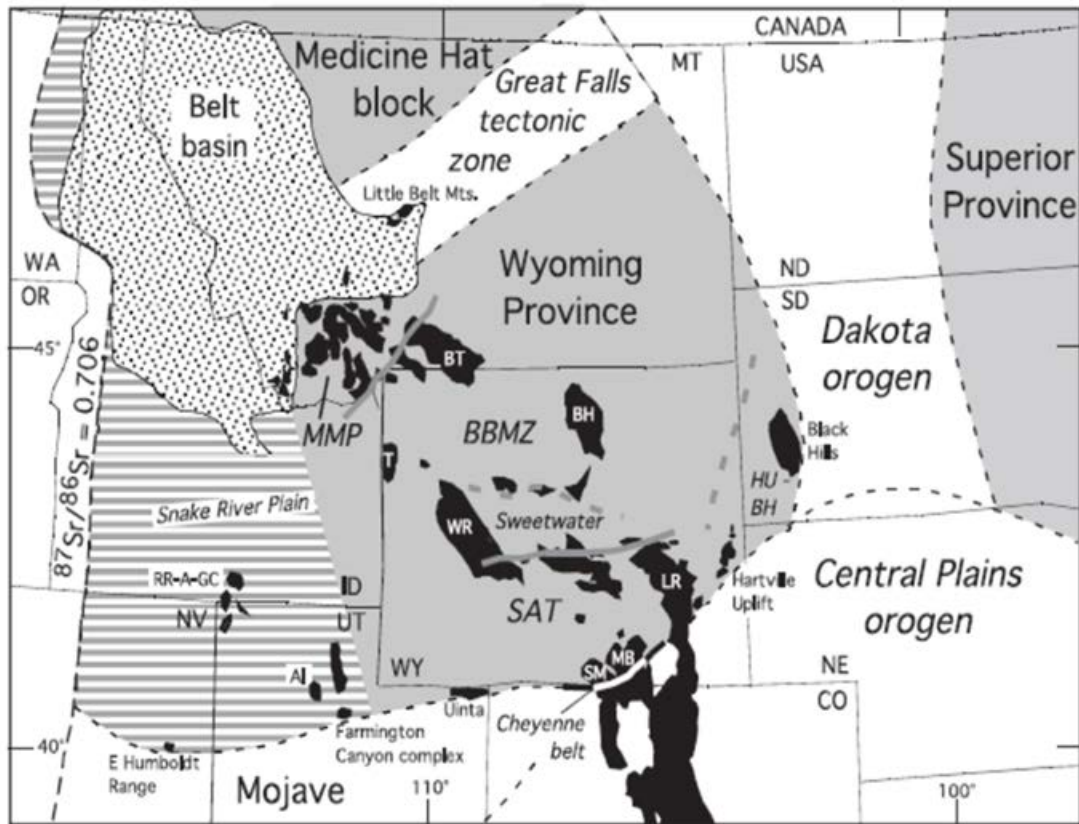 CANADA
MT
USA
Medicine Hat
block
Great Falls
tectonic
zone
Belt
basin
Superior
Province
Little Belt Mts.
WA
OR
Wyoming
Province
ND
SD
Dakota
orogen
45°
BT
87Sr/86Sr = 0.706
MMP
BBMZ
BH
T
Black
Hills
HU -
BH
Snake River Plain
WR
Sweetwater
RR-A-GC
ID
NV
UT
SAT
LR
Hartville
Uplift
Central Plains
orogen
WY
SM
MB
NE
CO
AI
Uinta
Cheyenne
belt
Farmington
Canyon complex
40°
E Humboldt
Range
Mojave
110°
100°